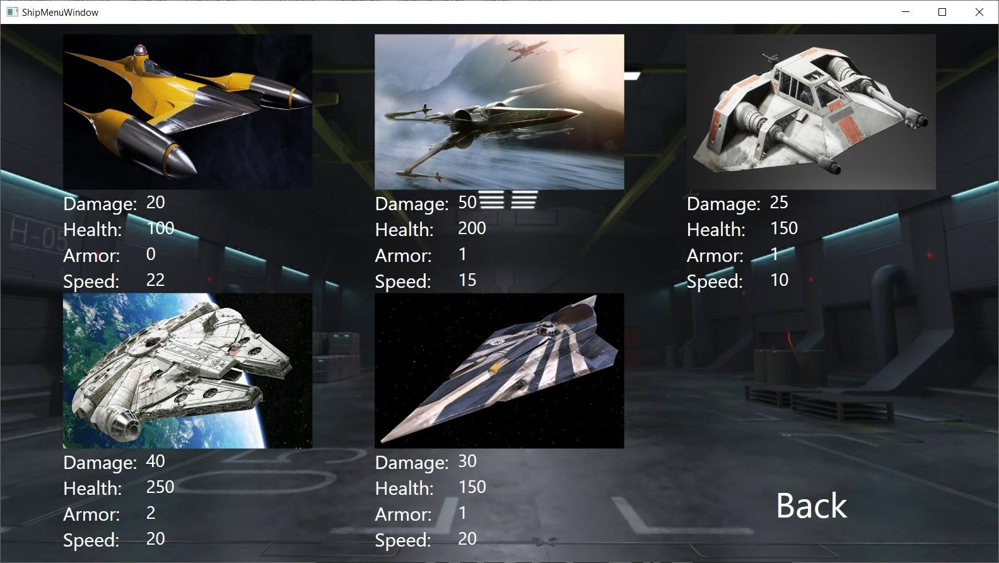 ShipMenuWindow
Damage: 20
Health: 100
Armor: 0
Speed: 22
Damage: 50
Health: 200
Armor: 1
Speed: 15
Damage: 25
Health: 150
Armor: 1
Speed: 10
H-05
Damage: 40
Health: 250
Armor: 2
Speed: 20
Damage: 30
Health: 150
Armor: 1
Speed: 20
05
Back